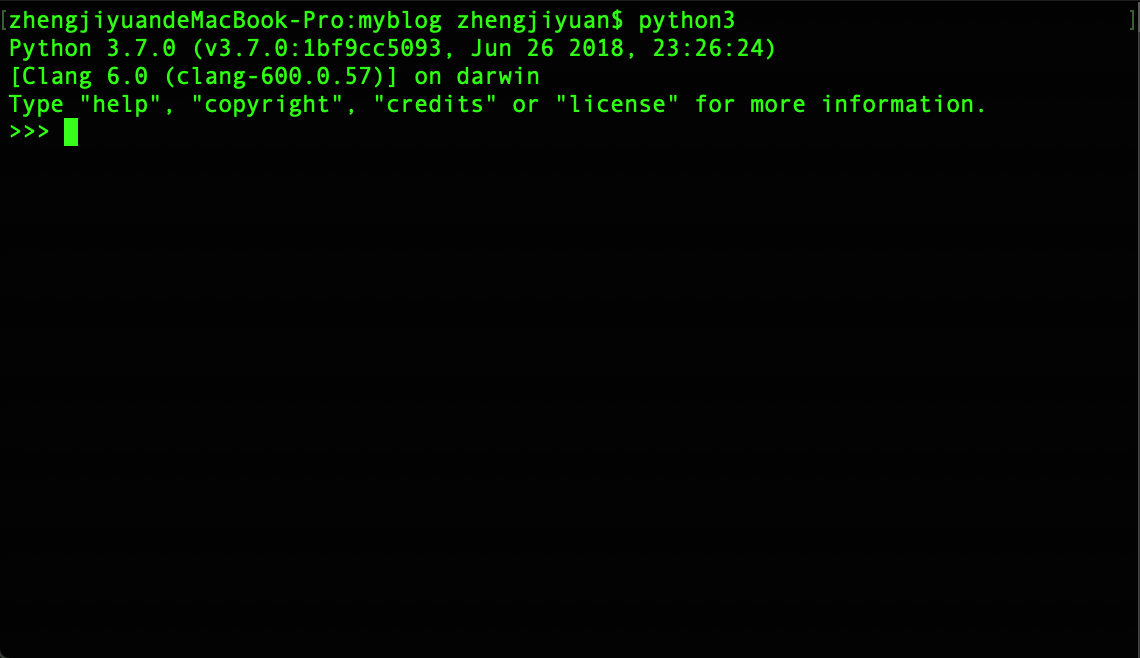 [zhengjiyuandeMacBook-Pro:myblog zhengjiyuan$ python3 ]
Python 3.7.0 (v3.7.0:1bf9cc5093, Jun 26 2018, 23:26:24)
[Clang 6.0 (clang-600.0.57)] on darwin
Type "help", "copyright", "credits" or "license" for more information.
>>>